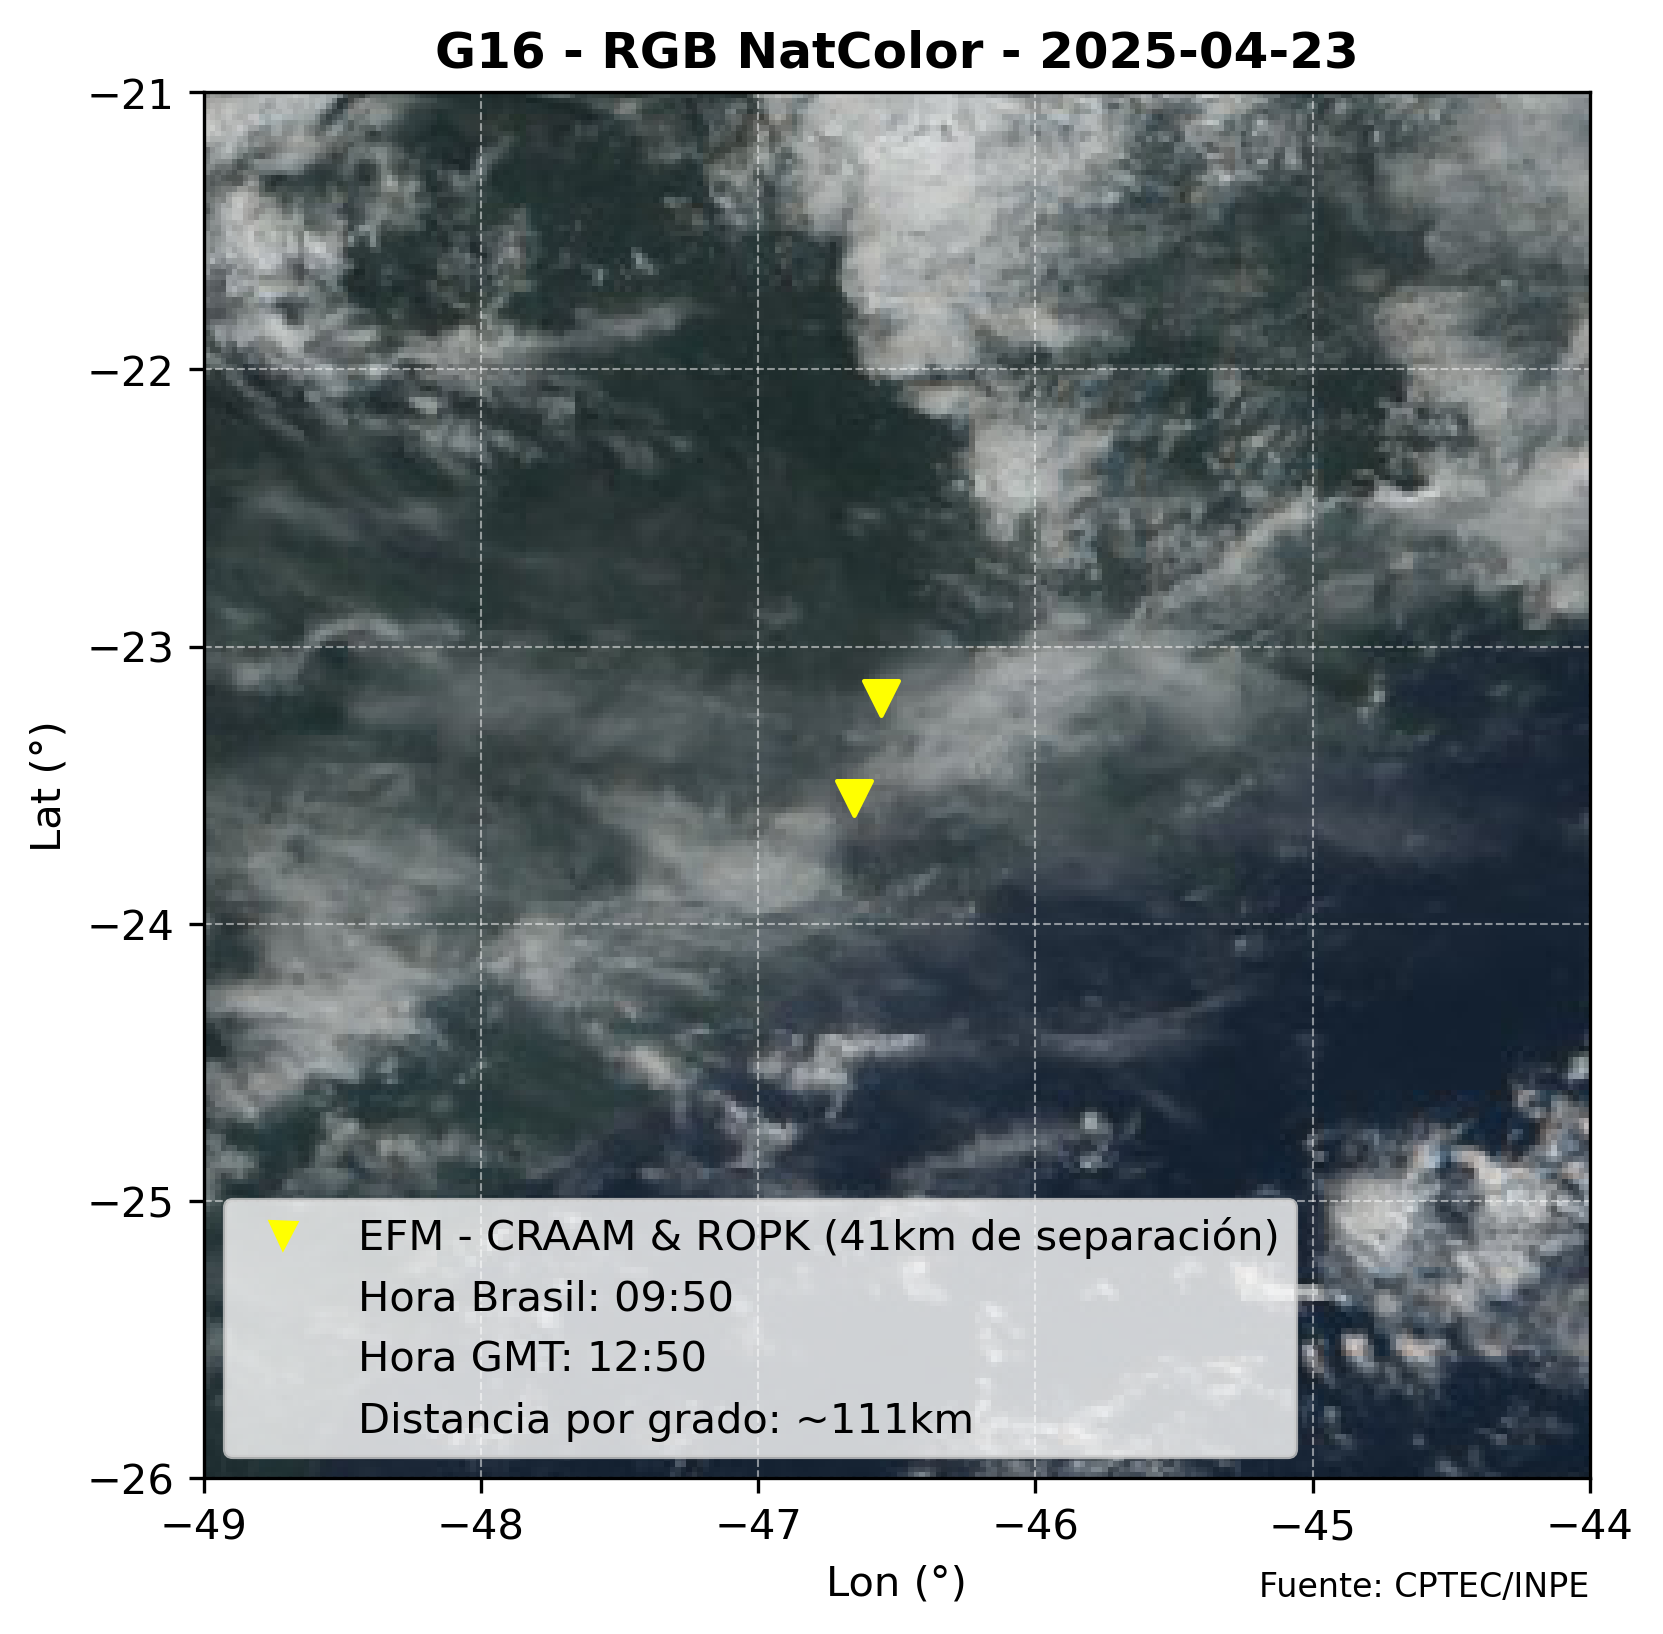 G16 - RGB NatColor - 2025-04-23
−21
−22
−23
−24
−25
−26
Lat (°)
EFM - CRAAM & ROPK (41km de separación)
Hora Brasil: 09:50
Hora GMT: 12:50
Distancia por grado: ~111km
−49 −48 −47 −46 −45 −44
Lon (°)
Fuente: CPTEC/INPE